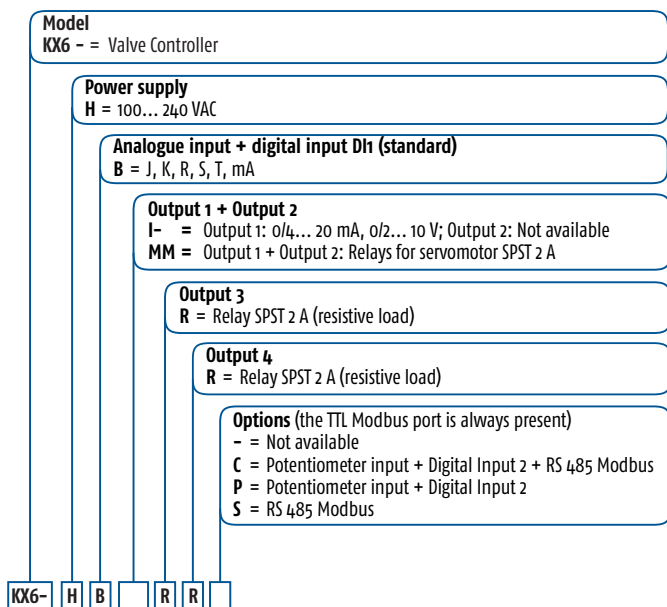 Model
KX6 - = Valve Controller
Power supply
H = 100... 240 VAC
Analogue input + digital input DI1 (standard)
B = J, K, R, S, T, mA
Output 1 + Output 2
I- = Output 1: 0/4... 20 mA, 0/2... 10 V; Output 2: Not available
MM = Output 1 + Output 2: Relays for servomotor SPST 2 A
Output 3
R = Relay SPST 2 A (resistive load)
Output 4
R = Relay SPST 2 A (resistive load)
Options (the TTL Modbus port is always present)
- = Not available
C = Potentiometer input + Digital Input 2 + RS 485 Modbus
P = Potentiometer input + Digital Input 2
S = RS 485 Modbus
KX6- H B R R